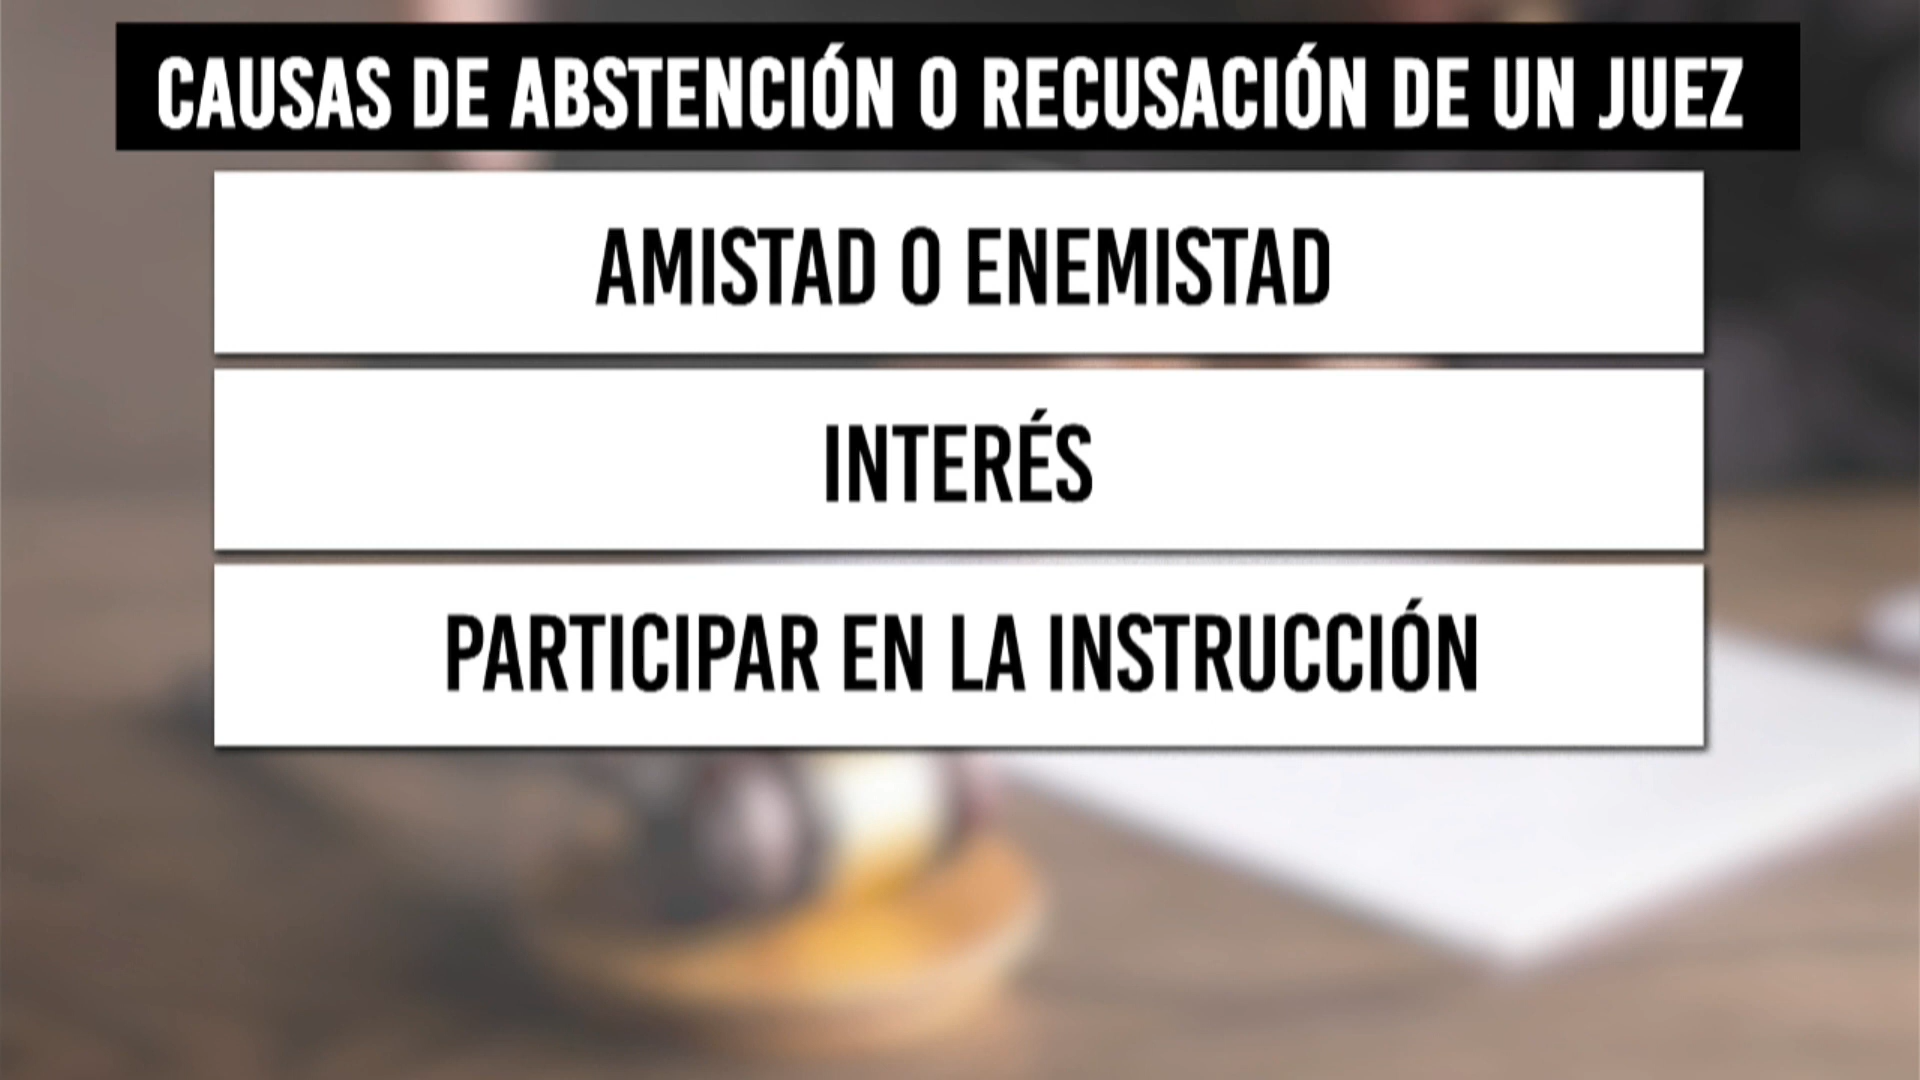 CAUSAS DE ABSTENCIÓN O RECUSACIÓN DE UN JUEZ
AMISTAD O ENEMISTAD
INTERÉS
PARTICIPAR EN LA INSTRUCCIÓN